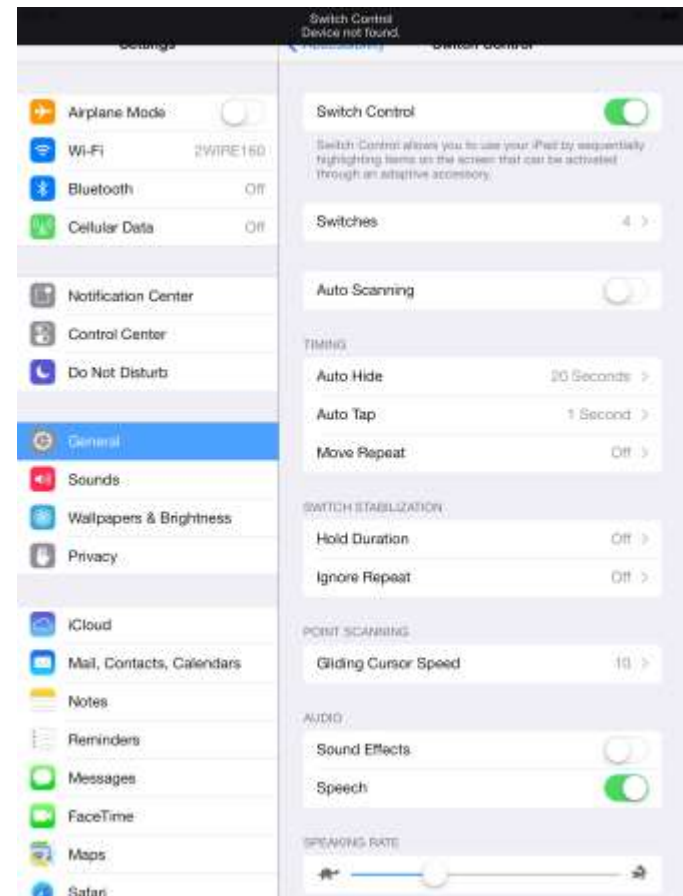 Switch Control
Device not found.
Settings
Accessibility
Switch Control
Airplane Mode
Wi-Fi 2WIRE160
Bluetooth Off
Cellular Data Off
Notification Center
Control Center
Do Not Disturb
General
Sounds
Wallpapers & Brightness
Privacy
iCloud
Mail, Contacts, Calendars
Notes
Reminders
Messages
FaceTime
Maps
Safari
Switch Control
Switch Control allows you to use your iPad by sequentially
highlighting items on the screen that can be activated
through an adaptive accessory.
Switches 4
Auto Scanning
TIMING
Auto Hide 20 Seconds
Auto Tap 1 Second
Move Repeat Off
SWITCH STABILIZATION
Hold Duration Off
Ignore Repeat Off
POINT SCANNING
Gliding Cursor Speed 10
AUDIO
Sound Effects
Speech
SPEAKING RATE